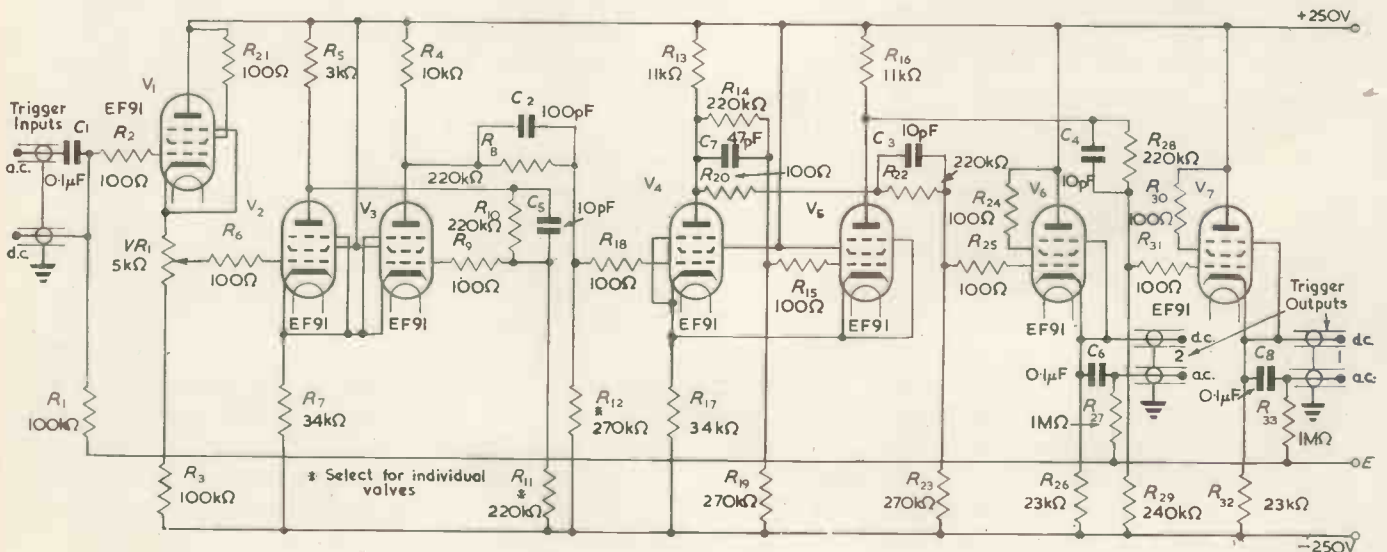 +250V
R21
100Ω
R5
3kΩ
R4
10kΩ
R13
11kΩ
R16
11kΩ
V1
EF91
Trigger
Inputs
a.c.
C1
0·1μF
R2
100Ω
d.c.
C2
100pF
R8
220kΩ
R14
220kΩ
C7
47pF
R20
100Ω
C3
10pF
R22
220kΩ
C4
10pF
R28
220kΩ
V2
V3
R10
220kΩ
C5
10pF
V4
V5
R24
100Ω
V6
R30
100Ω
V7
VR1
5kΩ
R6
100Ω
R9
100Ω
R18
100Ω
R15
100Ω
R25
100Ω
R31
100Ω
EF91
EF91
EF91
EF91
EF91
EF91
Trigger
Outputs
d.c.
2
a.c.
d.c.
1
a.c.
C6
0·1μF
C8
0·1μF
R1
100kΩ
R7
34kΩ
R12
*
270kΩ
R17
34kΩ
R27
1MΩ
R33
1MΩ
E
R3
100kΩ
* Select for individual
valves
R11
*
220kΩ
R19
270kΩ
R23
270kΩ
R26
23kΩ
R29
240kΩ
R32
23kΩ
−250V